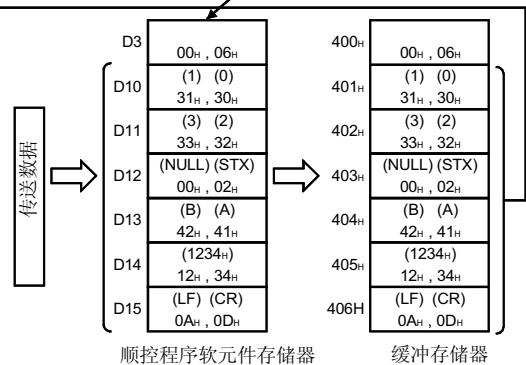 D3 00H , 06H 400H 00H , 06H
传送数据
D10 (1) (0) 401H (1) (0)
31H , 30H 31H , 30H
D11 (3) (2) 402H (3) (2)
33H , 32H 33H , 32H
D12 (NULL) (STX) 403H (NULL) (STX)
00H , 02H 00H , 02H
D13 (B) (A) 404H (B) (A)
42H , 41H 42H , 41H
D14 (1234H) 405H (1234H)
12H , 34H 12H , 34H
D15 (LF) (CR) 406H (LF) (CR)
0AH , 0DH 0AH , 0DH
顺控程序软元件存储器 缓冲存储器